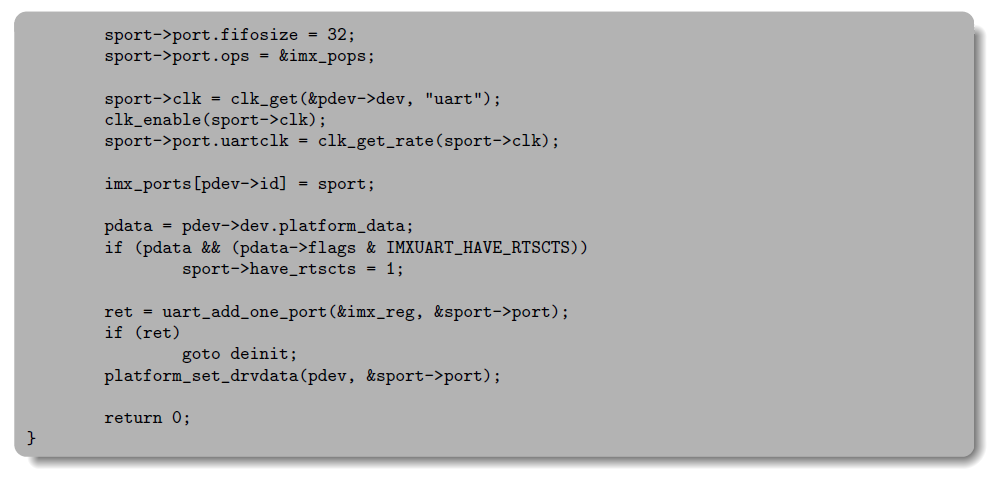 sport->port.fifosize = 32;
sport->port.ops = &imx_pops;
sport->clk = clk_get(&pdev->dev, "uart");
clk_enable(sport->clk);
sport->port.uartclk = clk_get_rate(sport->clk);
imx_ports[pdev->id] = sport;
pdata = pdev->dev.platform_data;
if (pdata && (pdata->flags & IMXUART_HAVE_RTSCTS))
sport->have_rtscts = 1;
ret = uart_add_one_port(&imx_reg, &sport->port);
if (ret)
goto deinit;
platform_set_drvdata(pdev, &sport->port);
return 0;
}